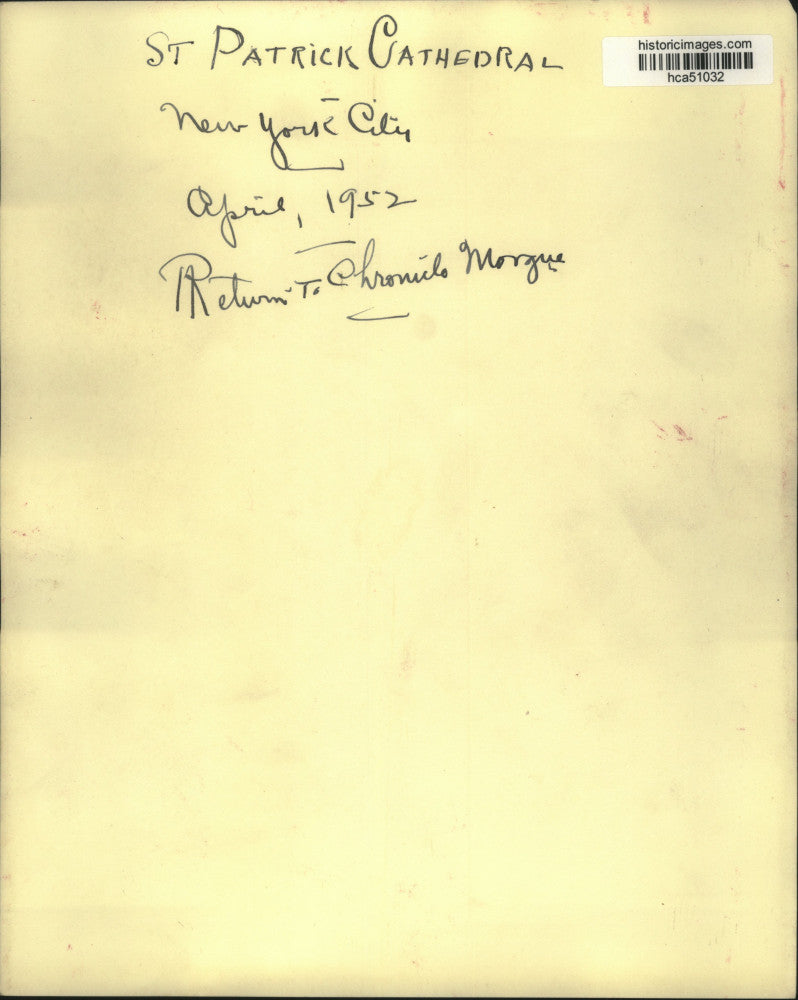 ST PATRICK CATHEDRAL
historicimages.com
hca51032
New York City
April, 1952
Return To Chronicle Morgue